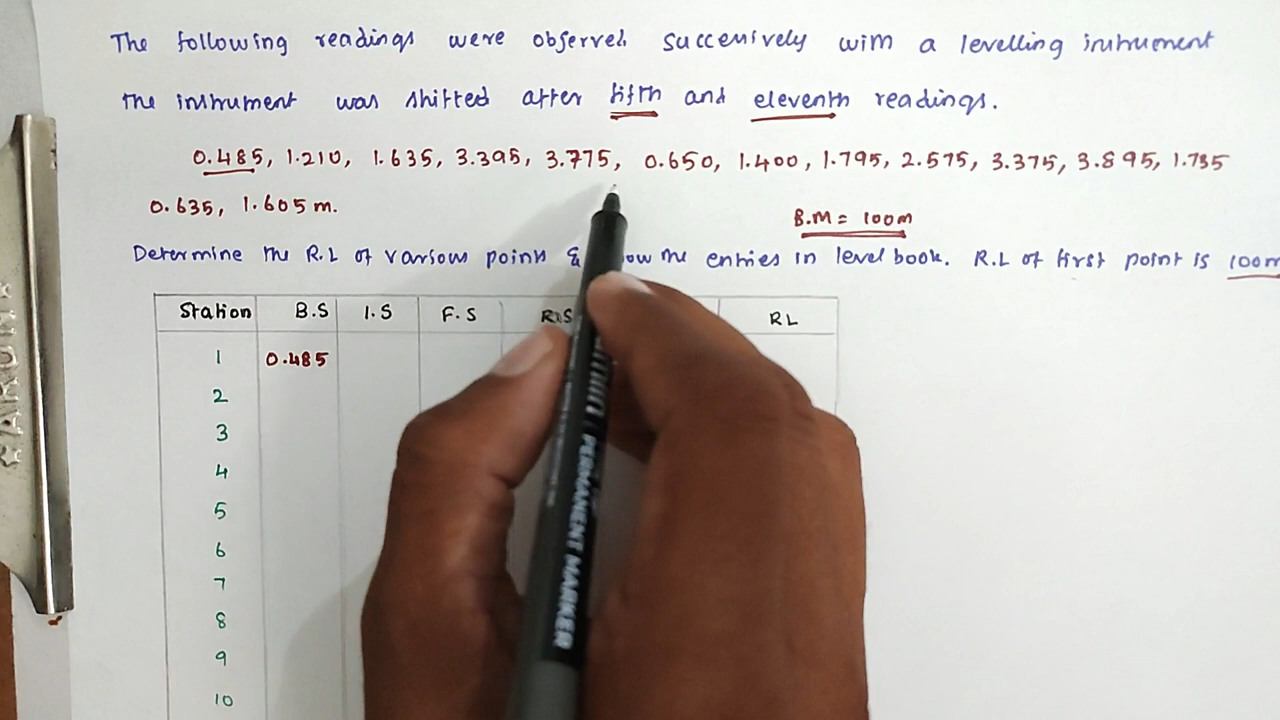 The following readings were observed successively with a levelling instrument
the instrument was shifted after fifth and eleventh readings.
0.485, 1.210, 1.635, 3.395, 3.775, 0.650, 1.400, 1.795, 2.575, 3.375, 3.895, 1.735
0.635, 1.605 m.
B.M = 100m
Determine the R.L of various points & the entries in level book. R.L of first point is 100m
Station B.S I.S F.S RL
1 0.485
2
3
4
5
6
7
8
9
10
PERMANENT MARKER